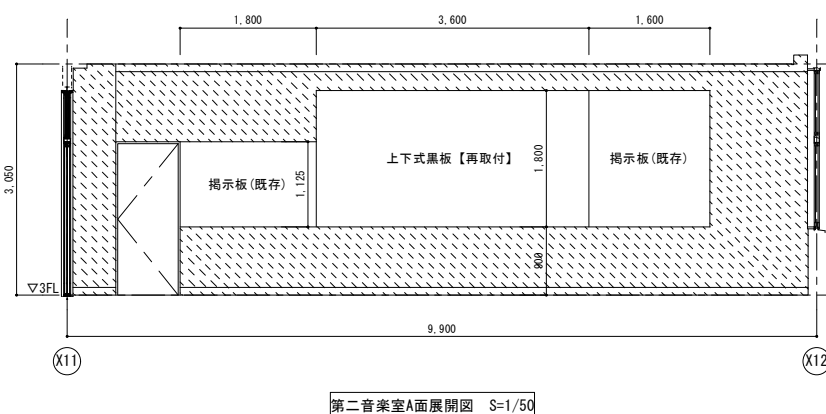 1,800 3,600 1,600
3,050
掲示板(既存)
1,125
上下式黒板【再取付】
1,800
掲示板(既存)
900
▽3FL
9,900
X11 X12
第二音楽室A面展開図 S=1/50